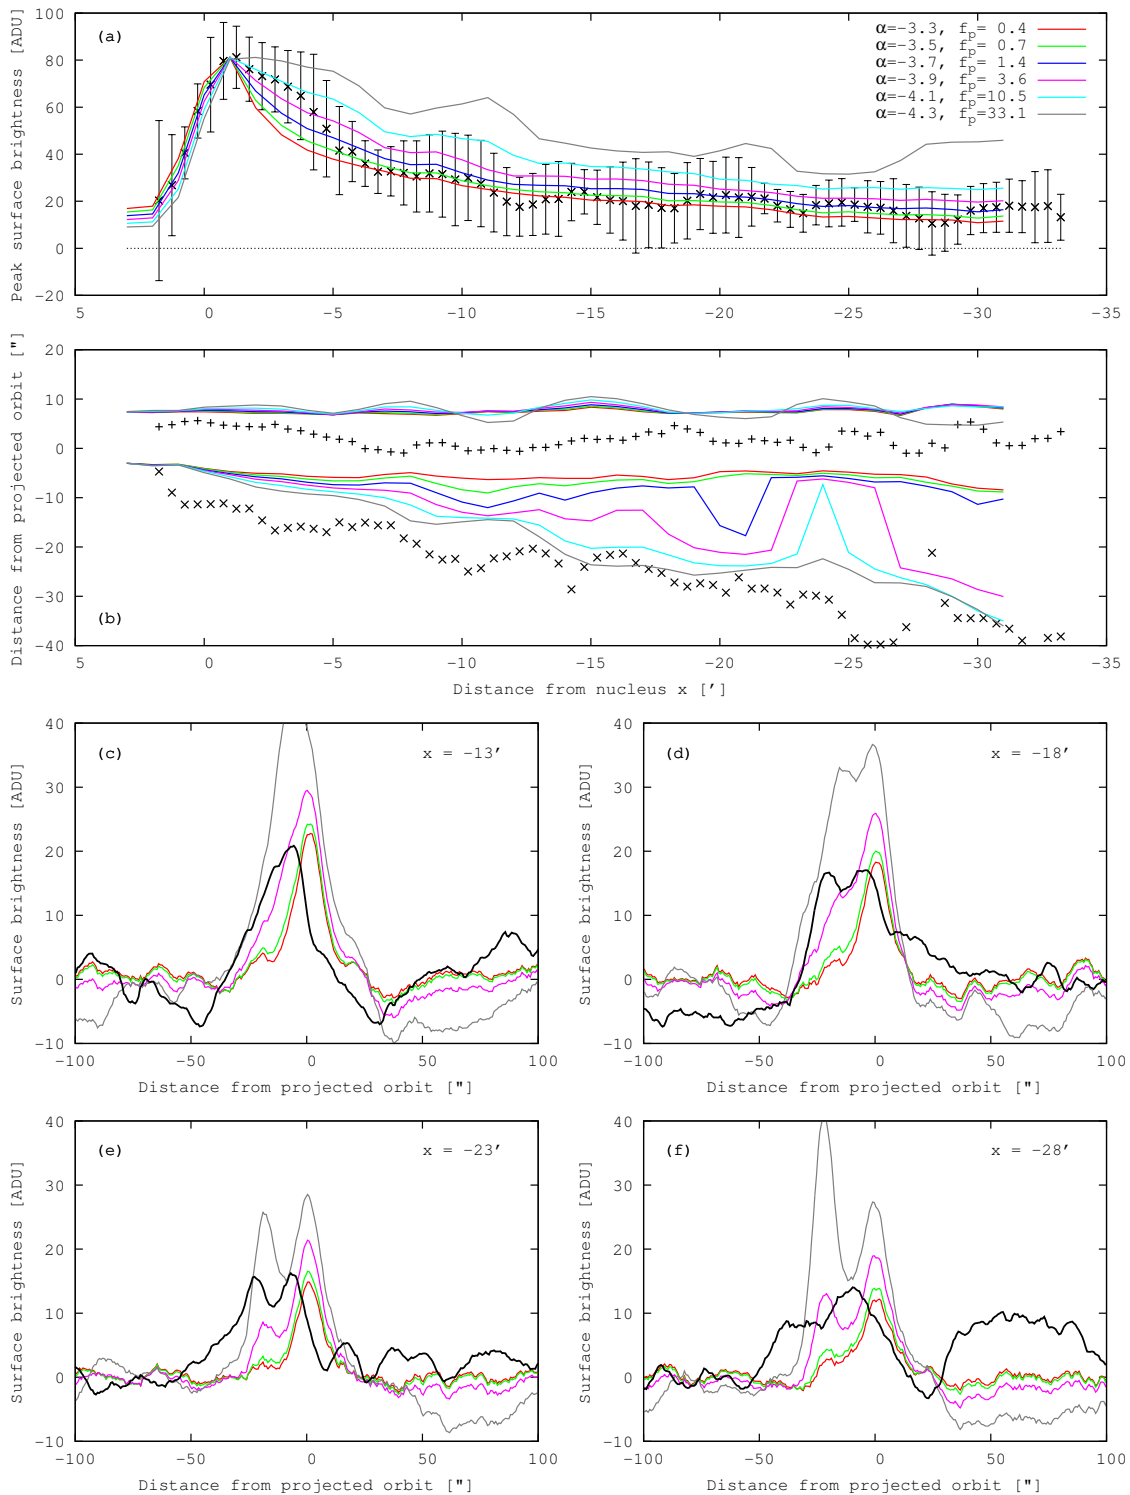 Peak surface brightness [ADU]
(a)
α=-3.3, fp= 0.4
α=-3.5, fp= 0.7
α=-3.7, fp= 1.4
α=-3.9, fp= 3.6
α=-4.1, fp=10.5
α=-4.3, fp=33.1
100
80
60
40
20
0
-20
5 0 -5 -10 -15 -20 -25 -30 -35
Distance from projected orbit ["]
20
10
0
-10
-20
-30
-40
(b)
5 0 -5 -10 -15 -20 -25 -30 -35
Distance from nucleus x [′]
Surface brightness [ADU]
(c)
x = -13′
40
30
20
10
0
-10
-100 -50 0 50 100
Distance from projected orbit ["]
Surface brightness [ADU]
(d)
x = -18′
40
30
20
10
0
-10
-100 -50 0 50 100
Distance from projected orbit ["]
Surface brightness [ADU]
(e)
x = -23′
40
30
20
10
0
-10
-100 -50 0 50 100
Distance from projected orbit ["]
Surface brightness [ADU]
(f)
x = -28′
40
30
20
10
0
-10
-100 -50 0 50 100
Distance from projected orbit ["]